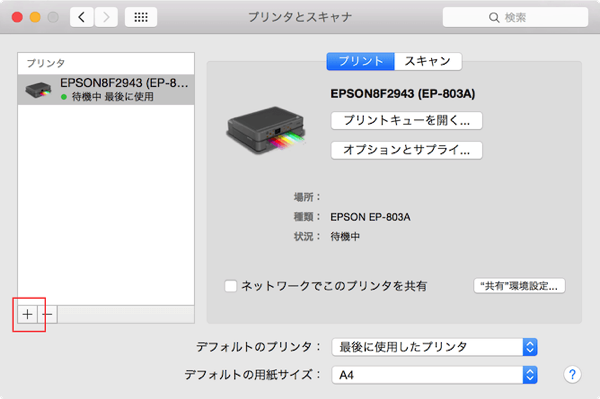 プリンタとスキャナ
検索
プリンタ
EPSON8F2943 (EP-8...
待機中 最後に使用
プリント スキャン
EPSON8F2943 (EP-803A)
プリントキューを開く...
オプションとサプライ...
場所：
種類： EPSON EP-803A
状況： 待機中
ネットワークでこのプリンタを共有
“共有”環境設定...
+ −
デフォルトのプリンタ： 最後に使用したプリンタ
デフォルトの用紙サイズ： A4
?